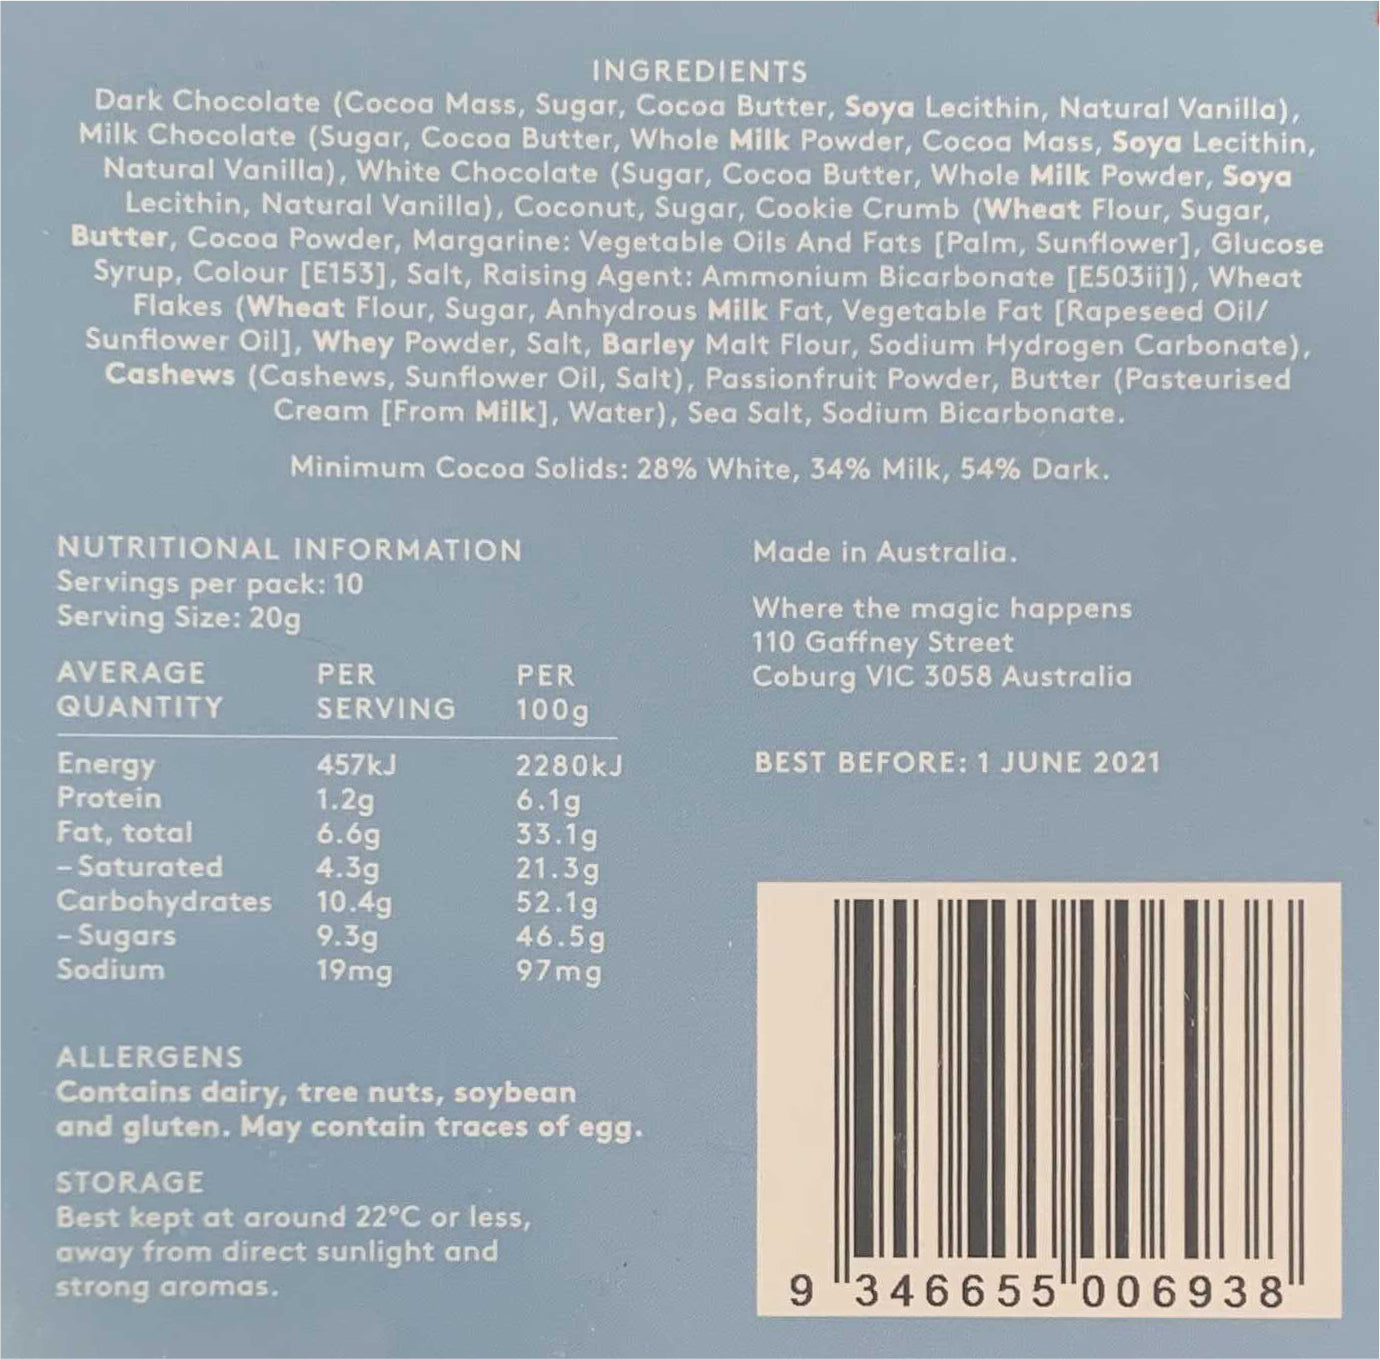 INGREDIENTS
Dark Chocolate (Cocoa Mass, Sugar, Cocoa Butter, Soya Lecithin, Natural Vanilla),
Milk Chocolate (Sugar, Cocoa Butter, Whole Milk Powder, Cocoa Mass, Soya Lecithin,
Natural Vanilla), White Chocolate (Sugar, Cocoa Butter, Whole Milk Powder, Soya
Lecithin, Natural Vanilla), Coconut, Sugar, Cookie Crumb (Wheat Flour, Sugar,
Butter, Cocoa Powder, Margarine: Vegetable Oils And Fats [Palm, Sunflower], Glucose
Syrup, Colour [E153], Salt, Raising Agent: Ammonium Bicarbonate [E503ii]), Wheat
Flakes (Wheat Flour, Sugar, Anhydrous Milk Fat, Vegetable Fat [Rapeseed Oil/
Sunflower Oil], Whey Powder, Salt, Barley Malt Flour, Sodium Hydrogen Carbonate),
Cashews (Cashews, Sunflower Oil, Salt), Passionfruit Powder, Butter (Pasteurised
Cream [From Milk], Water), Sea Salt, Sodium Bicarbonate.
Minimum Cocoa Solids: 28% White, 34% Milk, 54% Dark.
NUTRITIONAL INFORMATION
Servings per pack: 10
Serving Size: 20g
AVERAGE PER PER
QUANTITY SERVING 100g
Energy 457kJ 2280kJ
Protein 1.2g 6.1g
Fat, total 6.6g 33.1g
– Saturated 4.3g 21.3g
Carbohydrates 10.4g 52.1g
– Sugars 9.3g 46.5g
Sodium 19mg 97mg
ALLERGENS
Contains dairy, tree nuts, soybean
and gluten. May contain traces of egg.
STORAGE
Best kept at around 22°C or less,
away from direct sunlight and
strong aromas.
Made in Australia.
Where the magic happens
110 Gaffney Street
Coburg VIC 3058 Australia
BEST BEFORE: 1 JUNE 2021
9 346655 006938